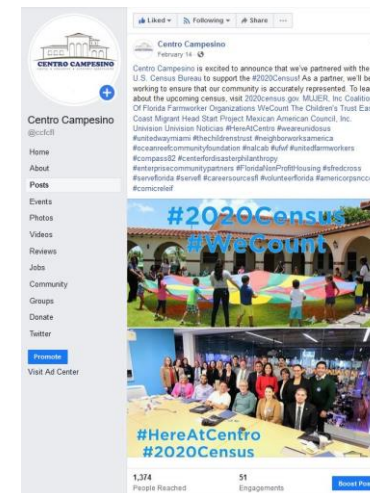 CENTRO CAMPESINO
Centro Campesino
@ccfcfl
Home
About
Posts
Events
Photos
Videos
Reviews
Jobs
Community
Groups
Donate
Twitter
Promote
Visit Ad Center
Liked Following Share ...
Centro Campesino
February 14
Centro Campesino is excited to announce that we've partnered with the
U.S. Census Bureau to support the #2020Census! As a partner, we'll be
working to ensure that our community is accurately represented. To lea
about the upcoming census, visit 2020census.gov. MUJER, Inc Coalitio
Of Florida Farmworker Organizations WeCount The Children's Trust Eas
Coast Migrant Head Start Project Mexican American Council, Inc.
Univision Univision Noticias #HereAtCentro #weareunidosus
#unitedwaymiami #thechildrenstrust #neighborworksamerica
#oceanreefcommunityfoundation #nalcab #ufwf #unitedfarmworkers
#compass82 #centerfordisasterphilanthropy
#enterprisecommunitypartners #FloridaNonProfitHousing #sfredcross
#serveflorida #servefl #careersourcesfl #volunteerflorida #americorpsncc
#comicreleif
#2020Census
#WeCount
#HereAtCentro
#2020Census
1,374
People Reached
51
Engagements
Boost Pos